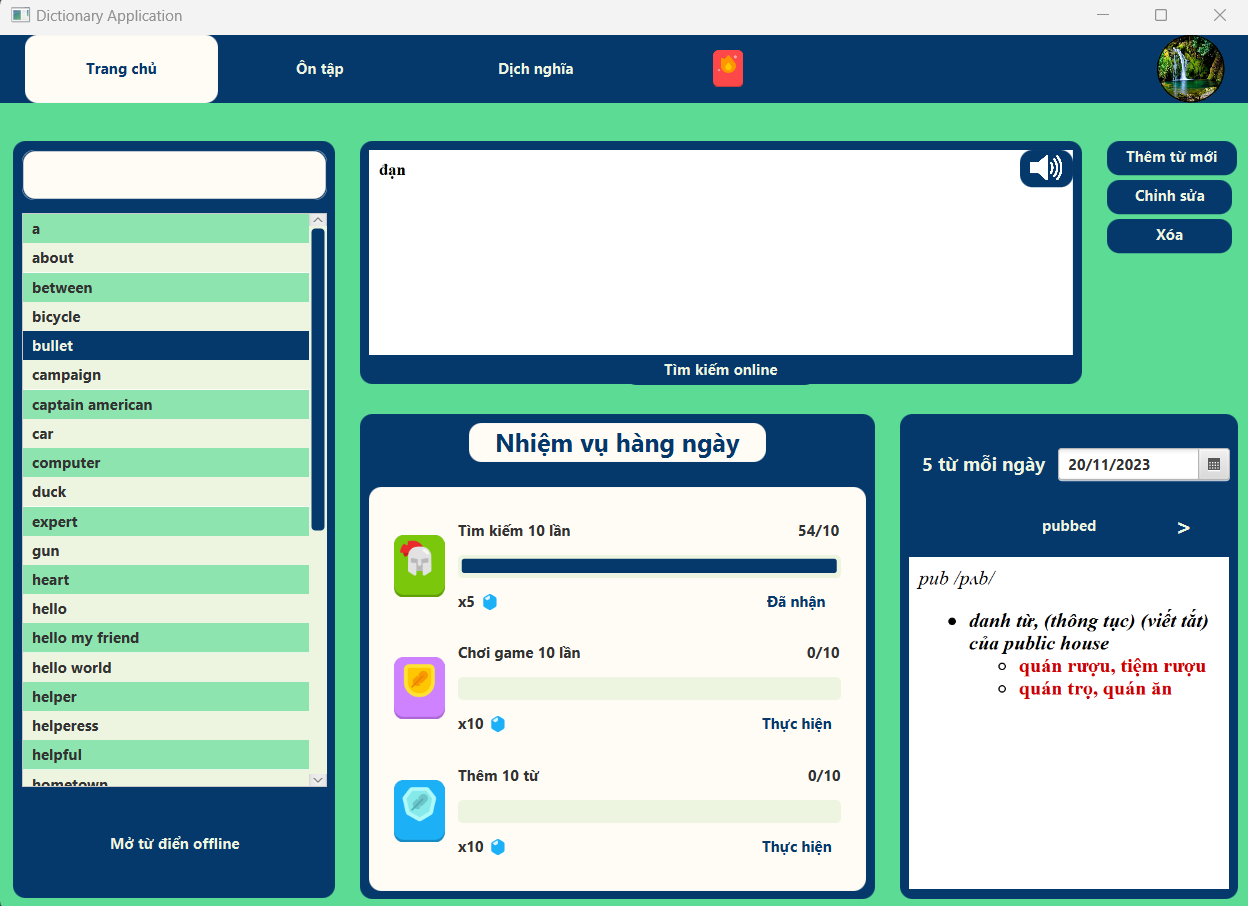 Dictionary Application
Trang chủ
Ôn tập
Dịch nghĩa
a
about
between
bicycle
bullet
campaign
captain american
car
computer
duck
expert
gun
heart
hello
hello my friend
hello world
helper
helperess
helpful
hometown
Mở từ điển offline
đạn
Tìm kiếm online
Thêm từ mới
Chỉnh sửa
Xóa
Nhiệm vụ hàng ngày
Tìm kiếm 10 lần 54/10
x5 Đã nhận
Chơi game 10 lần 0/10
x10 Thực hiện
Thêm 10 từ 0/10
x10 Thực hiện
5 từ mỗi ngày 20/11/2023
pubbed >
pub /pʌb/
danh từ, (thông tục) (viết tắt)
của public house
quán rượu, tiệm rượu
quán trọ, quán ăn